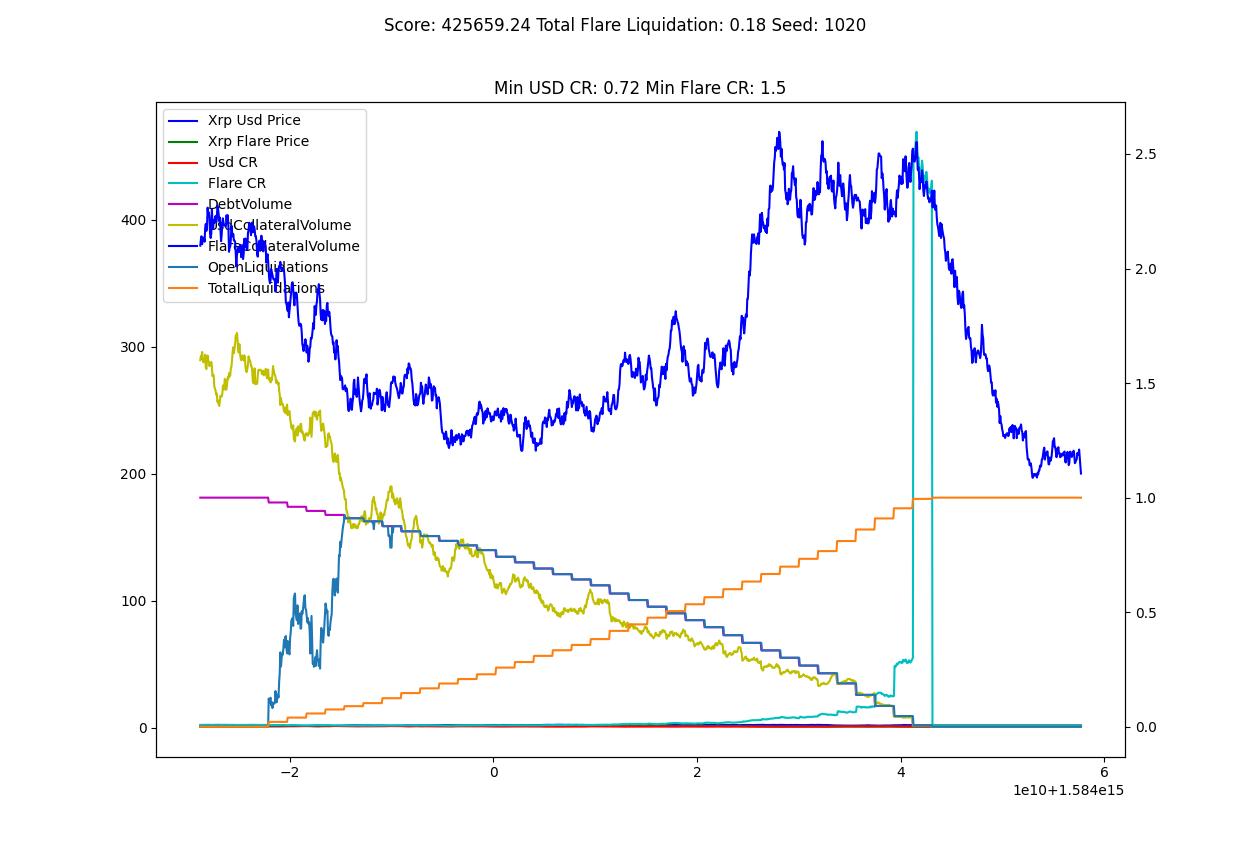 Score: 425659.24 Total Flare Liquidation: 0.18 Seed: 1020
Min USD CR: 0.72 Min Flare CR: 1.5
Xrp Usd Price
Xrp Flare Price
Usd CR
Flare CR
DebtVolume
UsdCollateralVolume
FlareCollateralVolume
OpenLiquidations
TotalLiquidations
400
300
200
100
0
2.5
2.0
1.5
1.0
0.5
0.0
−2 0 2 4 6
1e10+1.584e15